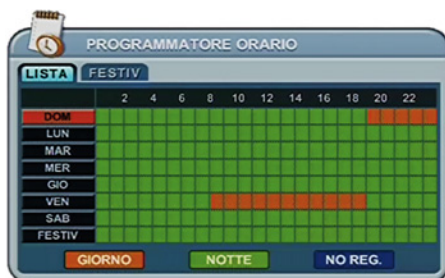 PROGRAMMATORE ORARIO
LISTA FESTIV
2 4 6 8 10 12 14 16 18 20 22
DOM
LUN
MAR
MER
GIO
VEN
SAB
FESTIV
GIORNO NOTTE NO REG.